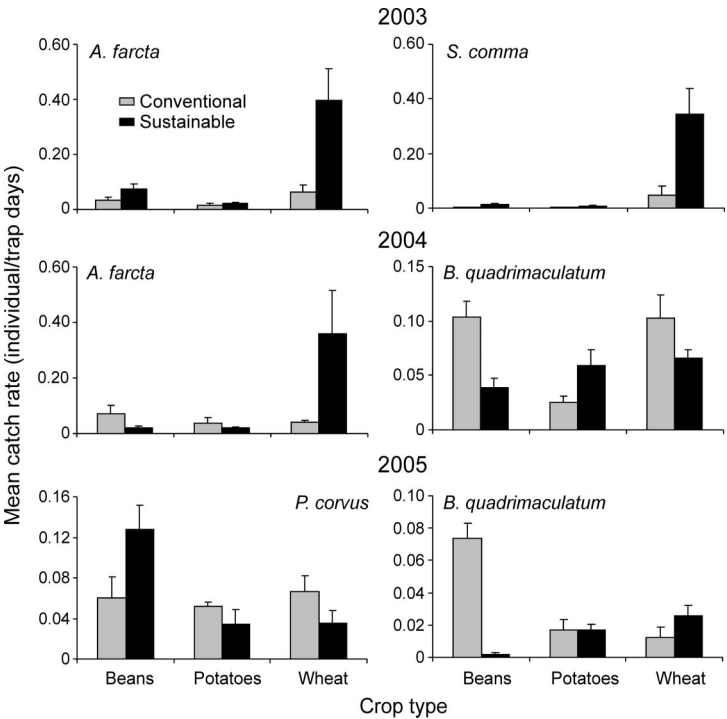 2003
A. farcta
S. comma
Conventional
Sustainable
0.60
0.40
0.20
0
0.60
0.40
0.20
0
2004
A. farcta
B. quadrimaculatum
0.60
0.40
0.20
0
0.15
0.10
0.05
0
2005
P. corvus
B. quadrimaculatum
0.16
0.12
0.08
0.04
0
0.10
0.08
0.06
0.04
0.02
0
Beans Potatoes Wheat
Beans Potatoes Wheat
Crop type
Mean catch rate (individual/trap days)